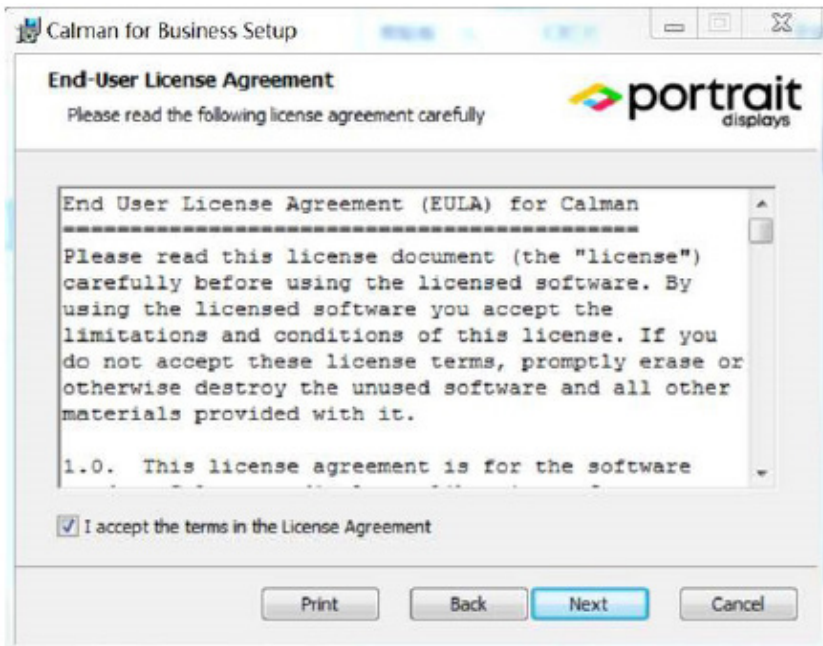 Calman for Business Setup
End-User License Agreement
Please read the following license agreement carefully
portrait
displays
End User License Agreement (EULA) for Calman
==============================================
Please read this license document (the "license")
carefully before using the licensed software. By
using the licensed software you accept the
limitations and conditions of this license. If you
do not accept these license terms, promptly erase or
otherwise destroy the unused software and all other
materials provided with it.
1.0. This license agreement is for the software
I accept the terms in the License Agreement
Print
Back
Next
Cancel